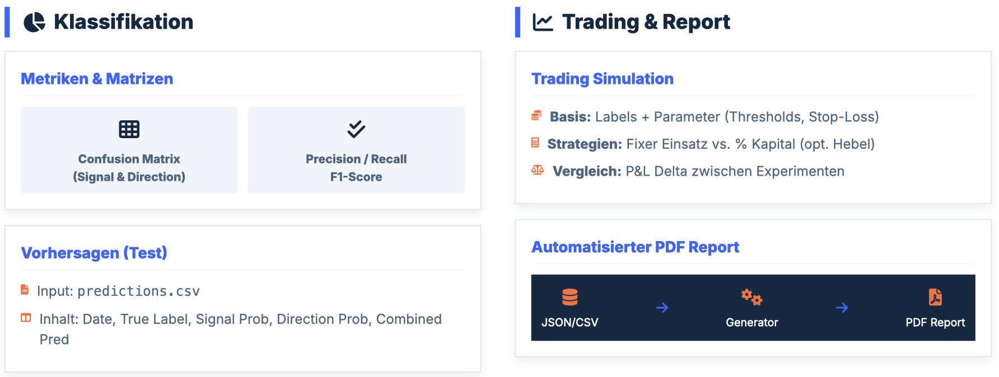 Klassifikation
Metriken & Matrizen
Confusion Matrix
(Signal & Direction)
Precision / Recall
F1-Score
Vorhersagen (Test)
Input: predictions.csv
Inhalt: Date, True Label, Signal Prob, Direction Prob, Combined
Pred
Trading & Report
Trading Simulation
Basis: Labels + Parameter (Thresholds, Stop-Loss)
Strategien: Fixer Einsatz vs. % Kapital (opt. Hebel)
Vergleich: P&L Delta zwischen Experimenten
Automatisierter PDF Report
JSON/CSV
Generator
PDF Report